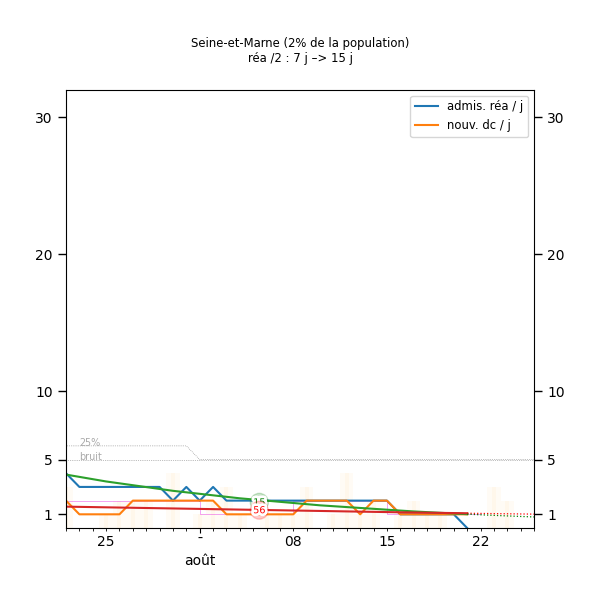 Seine-et-Marne (2% de la population)
réa /2 : 7 j –> 15 j
admis. réa / j
nouv. dc / j
30 30
20 20
10 10
25%
bruit
5 5
15
56
1 1
25 - 08 15 22
août